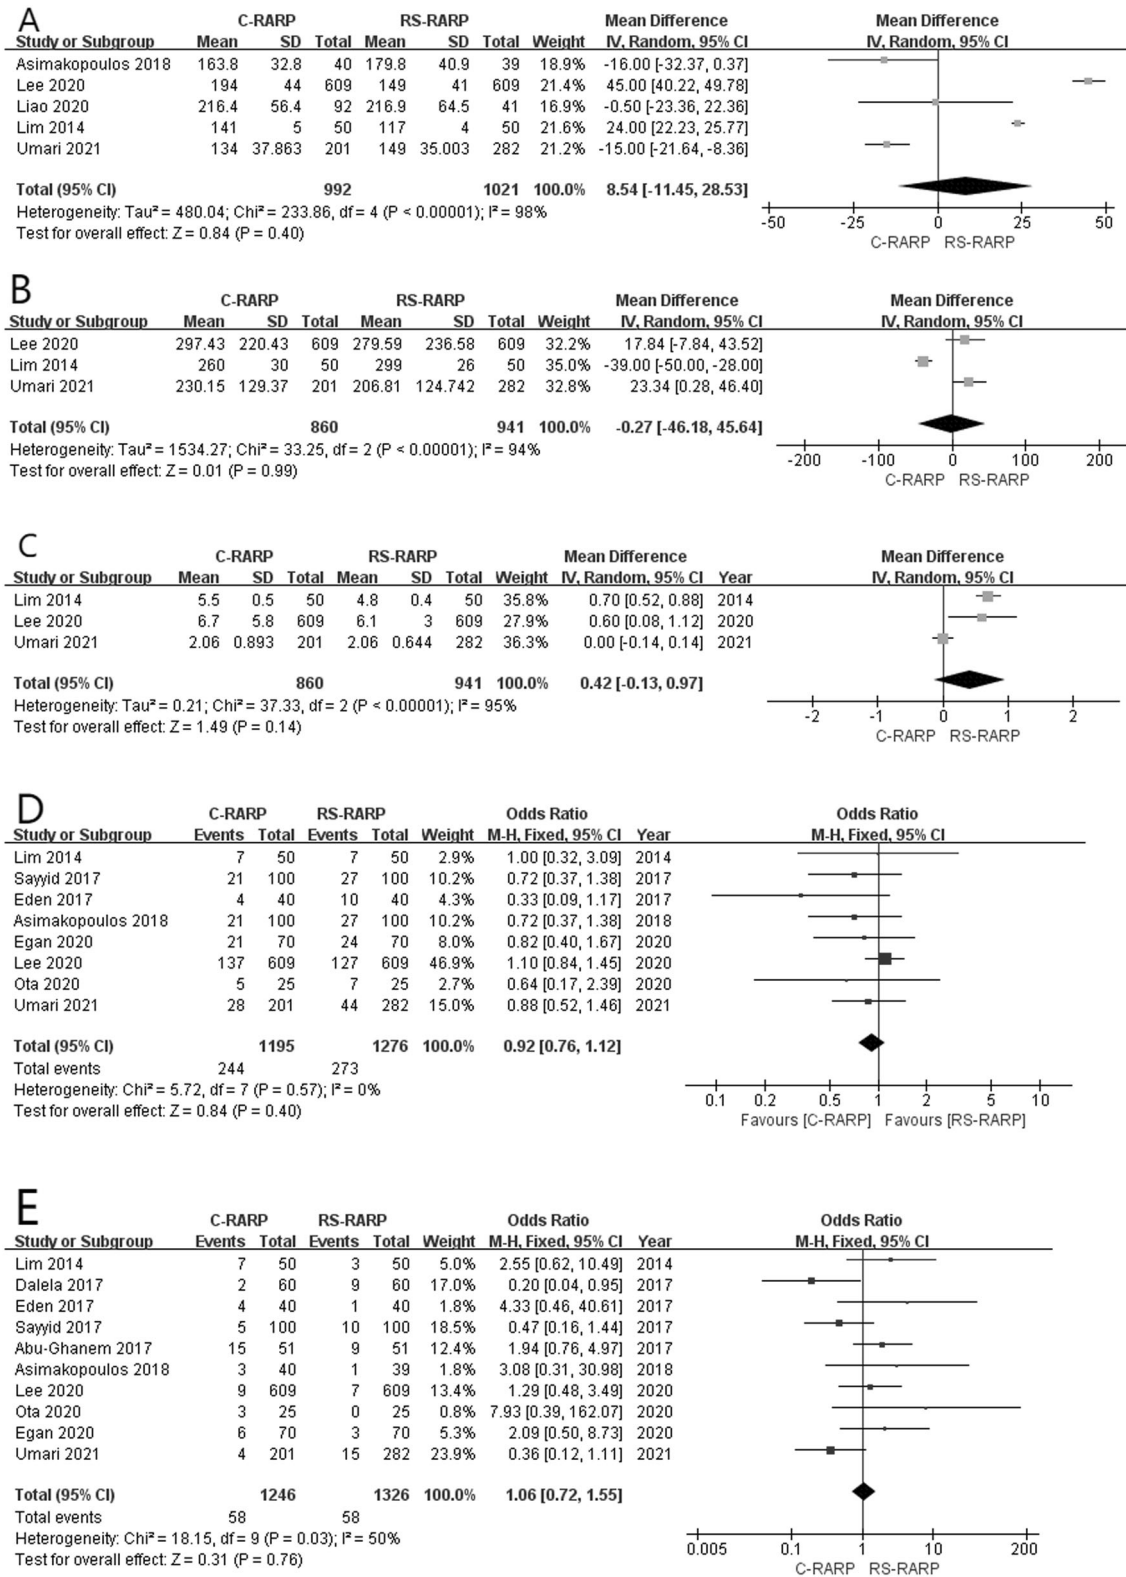 A
C-RARP RS-RARP Mean Difference Mean Difference
Study or Subgroup Mean SD Total Mean SD Total Weight IV, Random, 95% CI IV, Random, 95% CI
Asimakopoulos 2018 163.8 32.8 40 179.8 40.9 39 18.9% -16.00 [-32.37, 0.37]
Lee 2020 194 44 609 149 41 609 21.4% 45.00 [40.22, 49.78]
Liao 2020 216.4 56.4 92 216.9 64.5 41 16.9% -0.50 [-23.36, 22.36]
Lim 2014 141 5 50 117 4 50 21.6% 24.00 [22.23, 25.77]
Umari 2021 134 37.863 201 149 35.003 282 21.2% -15.00 [-21.64, -8.36]
Total (95% CI) 992 1021 100.0% 8.54 [-11.45, 28.53]
Heterogeneity: Tau² = 480.04; Chi² = 233.86, df = 4 (P < 0.00001); I² = 98%
Test for overall effect: Z = 0.84 (P = 0.40)
-50 -25 0 25 50
C-RARP RS-RARP
B
C-RARP RS-RARP Mean Difference Mean Difference
Study or Subgroup Mean SD Total Mean SD Total Weight IV, Random, 95% CI IV, Random, 95% CI
Lee 2020 297.43 220.43 609 279.59 236.58 609 32.2% 17.84 [-7.84, 43.52]
Lim 2014 260 30 50 299 26 50 35.0% -39.00 [-50.00, -28.00]
Umari 2021 230.15 129.37 201 206.81 124.742 282 32.8% 23.34 [0.28, 46.40]
Total (95% CI) 860 941 100.0% -0.27 [-46.18, 45.64]
Heterogeneity: Tau² = 1534.27; Chi² = 33.25, df = 2 (P < 0.00001); I² = 94%
Test for overall effect: Z = 0.01 (P = 0.99)
-200 -100 0 100 200
C-RARP RS-RARP
C
C-RARP RS-RARP Mean Difference Mean Difference
Study or Subgroup Mean SD Total Mean SD Total Weight IV, Random, 95% CI Year IV, Random, 95% CI
Lim 2014 5.5 0.5 50 4.8 0.4 50 35.8% 0.70 [0.52, 0.88] 2014
Lee 2020 6.7 5.8 609 6.1 3 609 27.9% 0.60 [0.08, 1.12] 2020
Umari 2021 2.06 0.893 201 2.06 0.644 282 36.3% 0.00 [-0.14, 0.14] 2021
Total (95% CI) 860 941 100.0% 0.42 [-0.13, 0.97]
Heterogeneity: Tau² = 0.21; Chi² = 37.33, df = 2 (P < 0.00001); I² = 95%
Test for overall effect: Z = 1.49 (P = 0.14)
-2 -1 0 1 2
C-RARP RS-RARP
D
C-RARP RS-RARP Odds Ratio Odds Ratio
Study or Subgroup Events Total Events Total Weight M-H, Fixed, 95% CI Year M-H, Fixed, 95% CI
Lim 2014 7 50 7 50 2.9% 1.00 [0.32, 3.09] 2014
Sayyid 2017 21 100 27 100 10.2% 0.72 [0.37, 1.38] 2017
Eden 2017 4 40 10 40 4.3% 0.33 [0.09, 1.17] 2017
Asimakopoulos 2018 21 100 27 100 10.2% 0.72 [0.37, 1.38] 2018
Egan 2020 21 70 24 70 8.0% 0.82 [0.40, 1.67] 2020
Lee 2020 137 609 127 609 46.9% 1.10 [0.84, 1.45] 2020
Ota 2020 5 25 7 25 2.7% 0.64 [0.17, 2.39] 2020
Umari 2021 28 201 44 282 15.0% 0.88 [0.52, 1.46] 2021
Total (95% CI) 1195 1276 100.0% 0.92 [0.76, 1.12]
Total events 244 273
Heterogeneity: Chi² = 5.72, df = 7 (P = 0.57); I² = 0%
Test for overall effect: Z = 0.84 (P = 0.40)
0.1 0.2 0.5 1 2 5 10
Favours [C-RARP] Favours [RS-RARP]
E
C-RARP RS-RARP Odds Ratio Odds Ratio
Study or Subgroup Events Total Events Total Weight M-H, Fixed, 95% CI Year M-H, Fixed, 95% CI
Lim 2014 7 50 3 50 5.0% 2.55 [0.62, 10.49] 2014
Dalela 2017 2 60 9 60 17.0% 0.20 [0.04, 0.95] 2017
Eden 2017 4 40 1 40 1.8% 4.33 [0.46, 40.61] 2017
Sayyid 2017 5 100 10 100 18.5% 0.47 [0.16, 1.44] 2017
Abu-Ghanem 2017 15 51 9 51 12.4% 1.94 [0.76, 4.97] 2017
Asimakopoulos 2018 3 40 1 39 1.8% 3.08 [0.31, 30.98] 2018
Lee 2020 9 609 7 609 13.4% 1.29 [0.48, 3.49] 2020
Ota 2020 3 25 0 25 0.8% 7.93 [0.39, 162.07] 2020
Egan 2020 6 70 3 70 5.3% 2.09 [0.50, 8.73] 2020
Umari 2021 4 201 15 282 23.9% 0.36 [0.12, 1.11] 2021
Total (95% CI) 1246 1326 100.0% 1.06 [0.72, 1.55]
Total events 58 58
Heterogeneity: Chi² = 18.15, df = 9 (P = 0.03); I² = 50%
Test for overall effect: Z = 0.31 (P = 0.76)
0.005 0.1 1 10 200
C-RARP RS-RARP